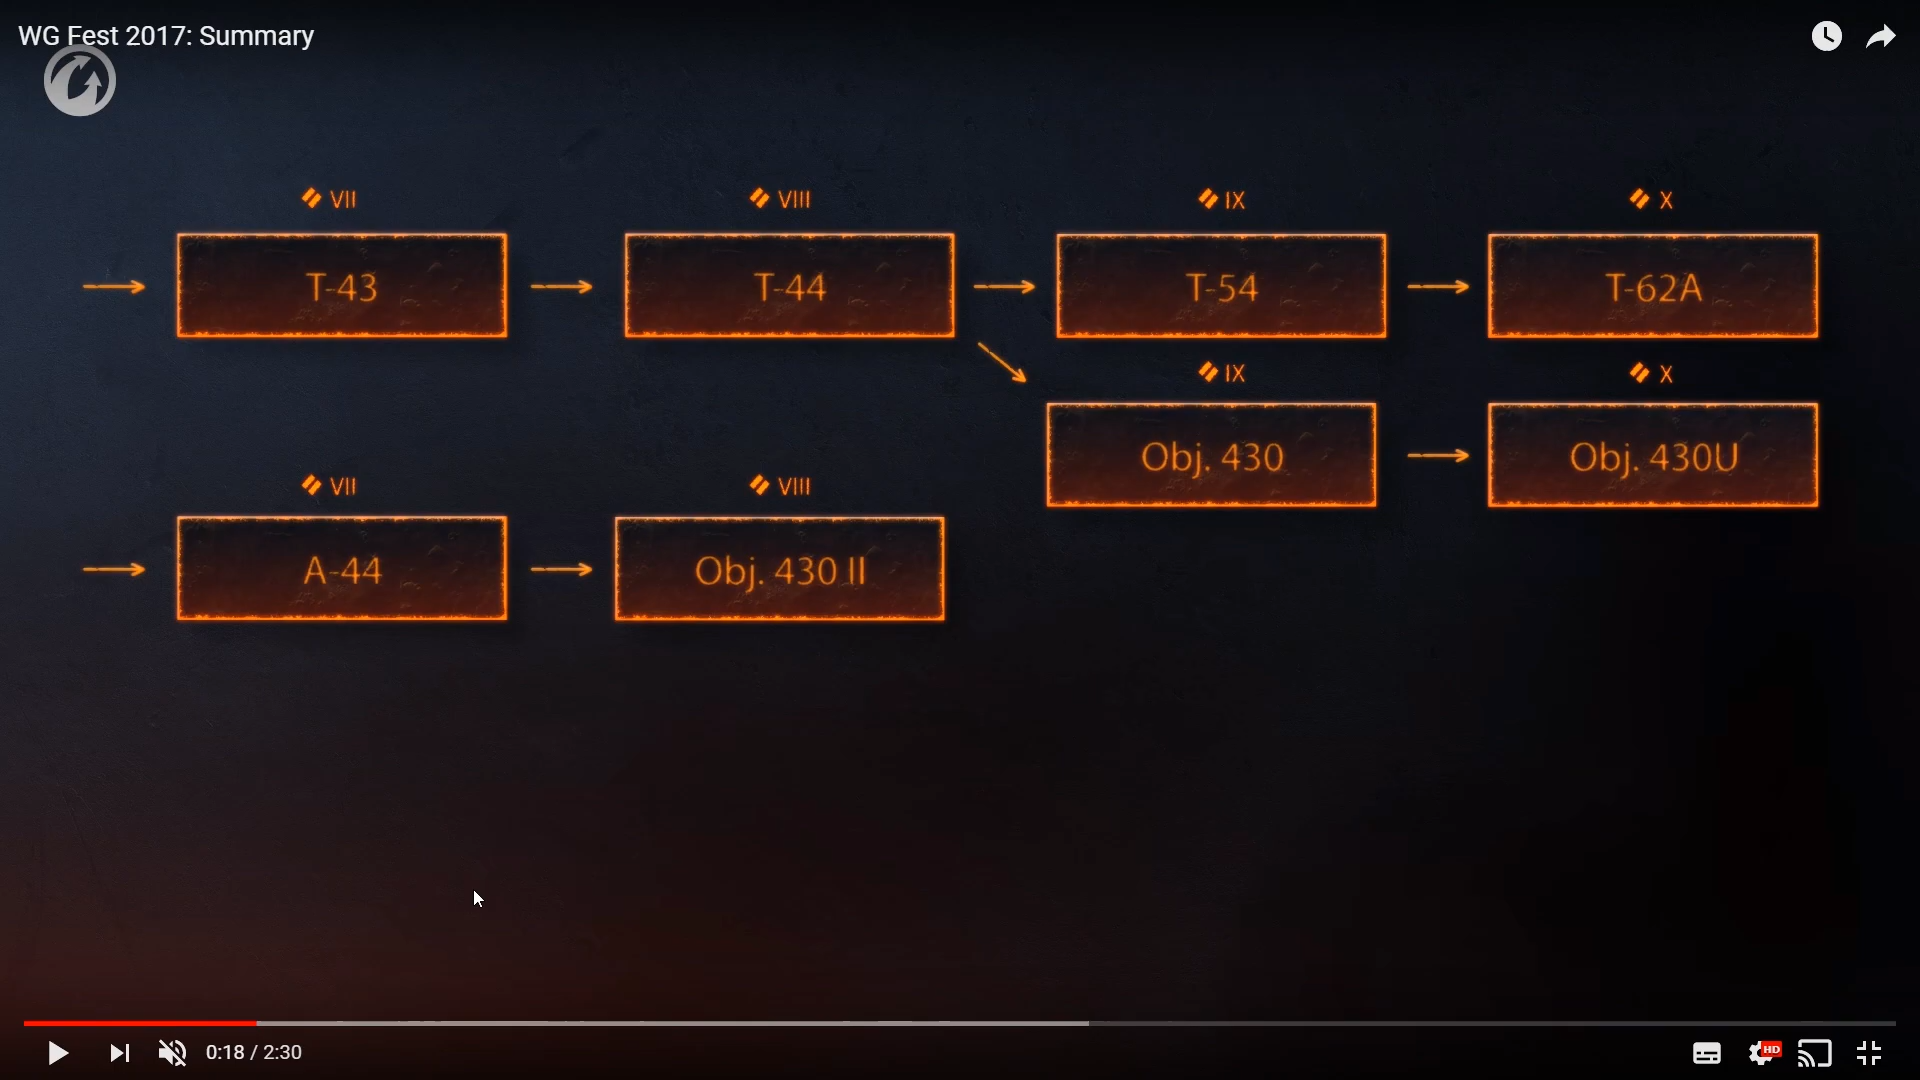 WG Fest 2017: Summary
VII
VIII
IX
X
T-43
T-44
T-54
T-62A
IX
X
Obj. 430
Obj. 430U
VII
VIII
A-44
Obj. 430 II
0:18 / 2:30
HD